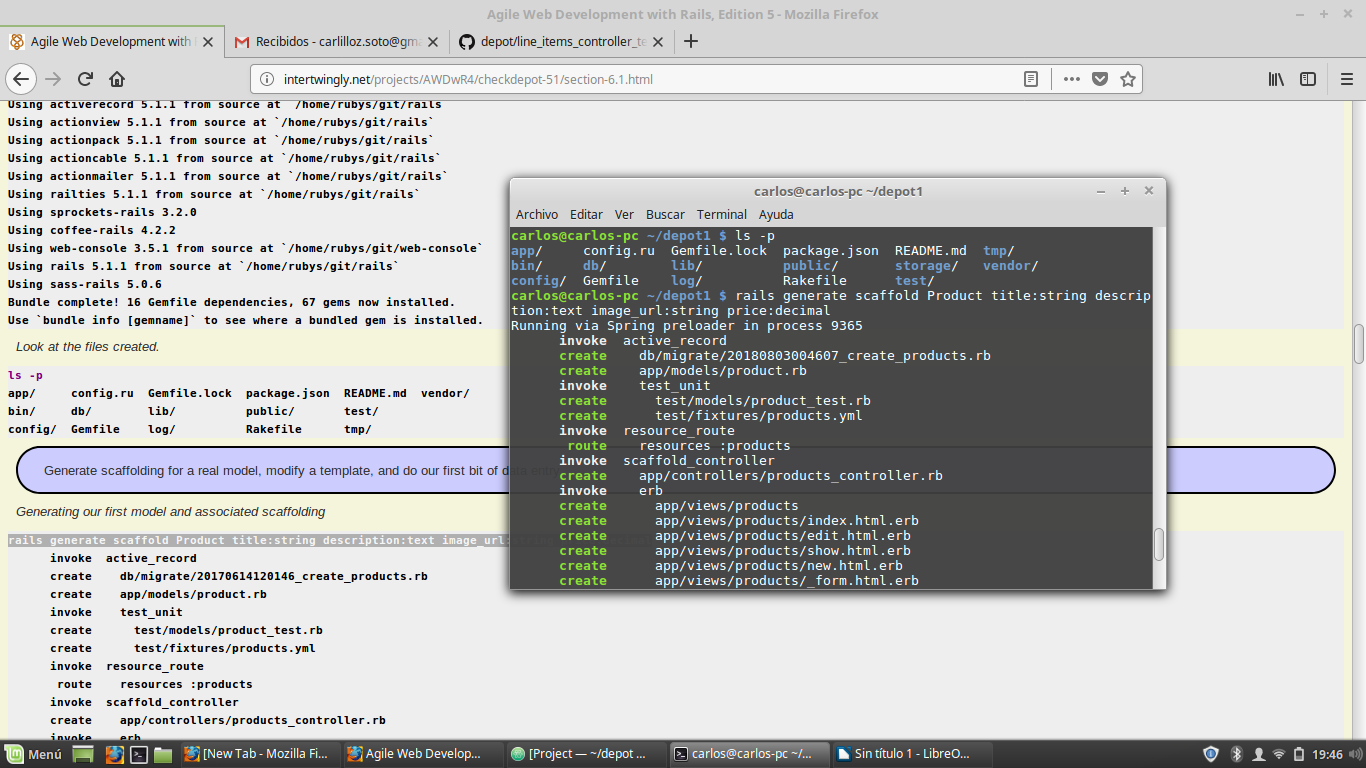 Agile Web Development with Rails, Edition 5 - Mozilla Firefox
Agile Web Development with
Recibidos - carlilloz.soto@gm
depot/line_items_controller_te
intertwingly.net/projects/AWDwR4/checkdepot-51/section-6.1.html
Using activerecord 5.1.1 from source at `/home/rubys/git/rails`
Using actionview 5.1.1 from source at `/home/rubys/git/rails`
Using actionpack 5.1.1 from source at `/home/rubys/git/rails`
Using actioncable 5.1.1 from source at `/home/rubys/git/rails`
Using actionmailer 5.1.1 from source at `/home/rubys/git/rails`
Using railties 5.1.1 from source at `/home/rubys/git/rails`
Using sprockets-rails 3.2.0
Using coffee-rails 4.2.2
Using web-console 3.5.1 from source at `/home/rubys/git/web-console`
Using rails 5.1.1 from source at `/home/rubys/git/rails`
Using sass-rails 5.0.6
Bundle complete! 16 Gemfile dependencies, 67 gems now installed.
Use `bundle info [gemname]` to see where a bundled gem is installed.
Look at the files created.
ls -p
app/ config.ru Gemfile.lock package.json README.md vendor/
bin/ db/ lib/ public/ test/
config/ Gemfile log/ Rakefile tmp/
Generate scaffolding for a real model, modify a template, and do our first bit of data entry
Generating our first model and associated scaffolding
rails generate scaffold Product title:string description:text image_url:
invoke active_record
create db/migrate/20170614120146_create_products.rb
create app/models/product.rb
invoke test_unit
create test/models/product_test.rb
create test/fixtures/products.yml
invoke resource_route
route resources :products
invoke scaffold_controller
create app/controllers/products_controller.rb
invoke erb
carlos@carlos-pc ~/depot1
Archivo Editar Ver Buscar Terminal Ayuda
carlos@carlos-pc ~/depot1 $ ls -p
app/ config.ru Gemfile.lock package.json README.md tmp/
bin/ db/ lib/ public/ storage/ vendor/
config/ Gemfile log/ Rakefile test/
carlos@carlos-pc ~/depot1 $ rails generate scaffold Product title:string descrip
tion:text image_url:string price:decimal
Running via Spring preloader in process 9365
invoke active_record
create db/migrate/20180803004607_create_products.rb
create app/models/product.rb
invoke test_unit
create test/models/product_test.rb
create test/fixtures/products.yml
invoke resource_route
route resources :products
invoke scaffold_controller
create app/controllers/products_controller.rb
invoke erb
create app/views/products
create app/views/products/index.html.erb
create app/views/products/edit.html.erb
create app/views/products/show.html.erb
create app/views/products/new.html.erb
create app/views/products/_form.html.erb
Menú
[New Tab - Mozilla Fi...
Agile Web Develop...
[Project — ~/depot ...
carlos@carlos-pc ~/...
Sin título 1 - LibreO...
19:46